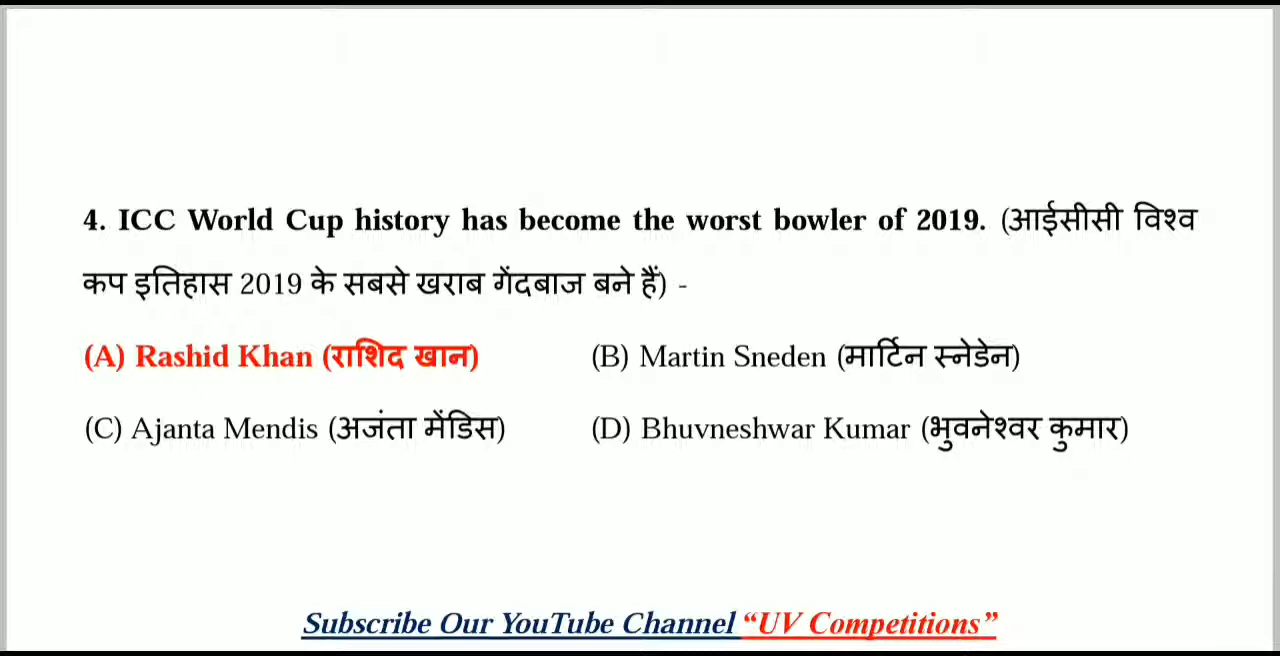 4. ICC World Cup history has become the worst bowler of 2019. (आईसीसी विश्व
कप इतिहास 2019 के सबसे खराब गेंदबाज बने हैं) -
(A) Rashid Khan (राशिद खान) (B) Martin Sneden (मार्टिन स्नेडेन)
(C) Ajanta Mendis (अजंता मेंडिस) (D) Bhuvneshwar Kumar (भुवनेश्वर कुमार)
Subscribe Our YouTube Channel “UV Competitions”